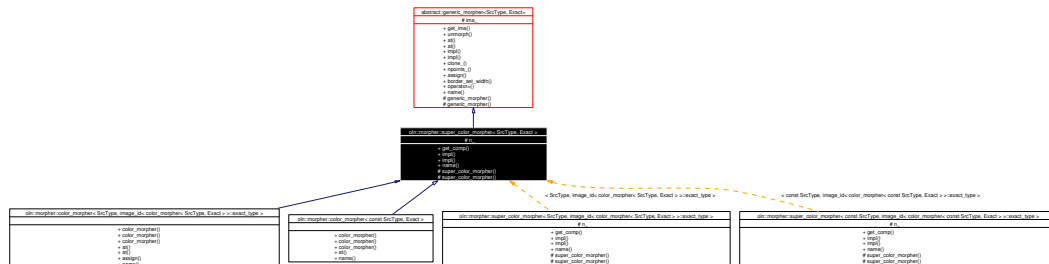 abstract::generic_morpher<SrcType, Exact>
# ima_
+ get_ima()
+ unmorph()
+ at()
+ at()
+ impl()
+ impl()
+ clone_()
+ npoints_()
+ assign()
+ border_set_width()
+ operator=()
+ name()
# generic_morpher()
# generic_morpher()
oln::morpher::super_color_morpher< SrcType, Exact >
# n_
+ get_comp()
+ impl()
+ impl()
+ name()
# super_color_morpher()
# super_color_morpher()
< SrcType, image_id< color_morpher< SrcType, Exact > >::exact_type >
< const SrcType, image_id< color_morpher< const SrcType, Exact > >::exact_type >
oln::morpher::color_morpher< SrcType, image_id< color_morpher< SrcType, Exact > >::exact_type >
+ color_morpher()
+ color_morpher()
+ color_morpher()
+ at()
+ at()
+ assign()
+ name()
oln::morpher::color_morpher< const SrcType, Exact >
+ color_morpher()
+ color_morpher()
+ color_morpher()
+ at()
+ name()
oln::morpher::super_color_morpher< SrcType, image_id< color_morpher< SrcType, Exact > >::exact_type >
# n_
+ get_comp()
+ impl()
+ impl()
+ name()
# super_color_morpher()
# super_color_morpher()
oln::morpher::super_color_morpher< const SrcType, image_id< color_morpher< const SrcType, Exact > >::exact_type >
# n_
+ get_comp()
+ impl()
+ impl()
+ name()
# super_color_morpher()
# super_color_morpher()